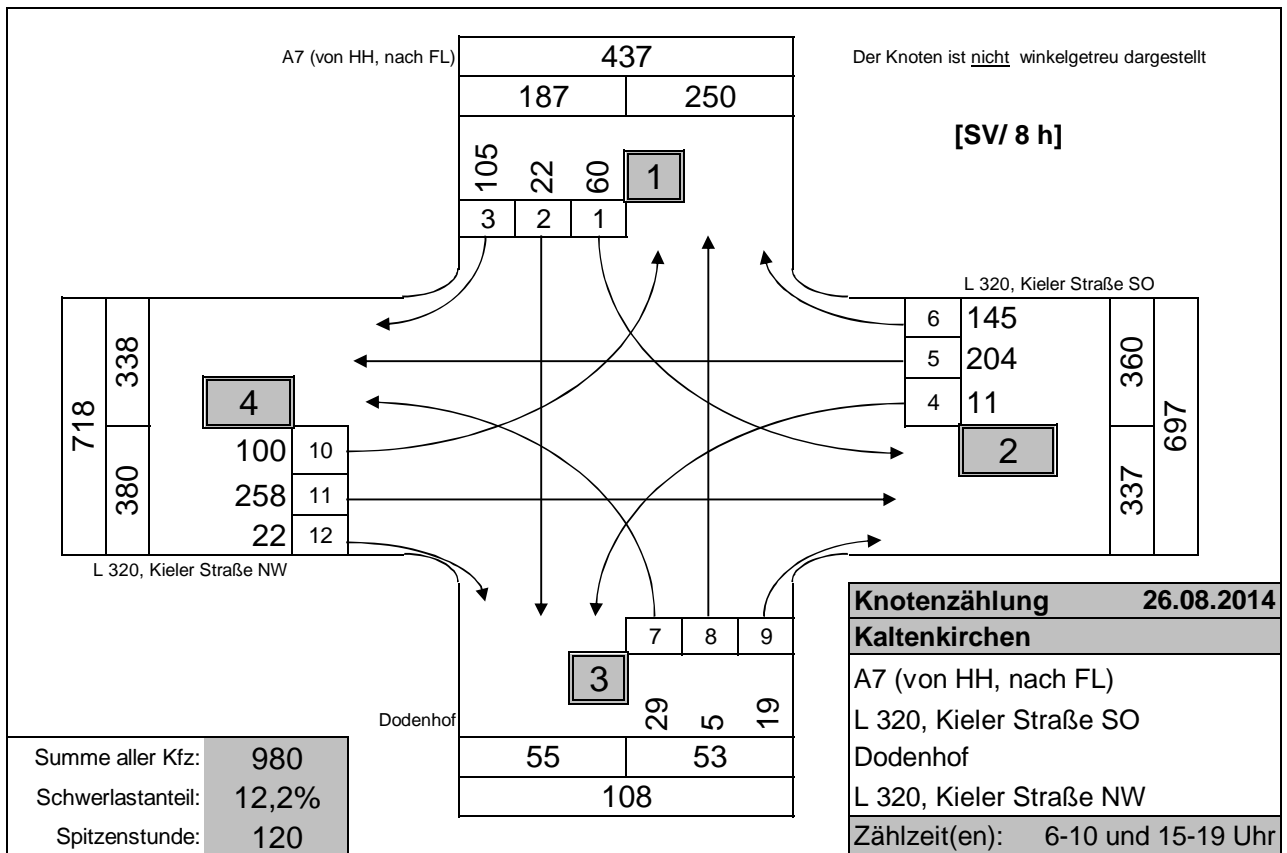 A7 (von HH, nach FL)
437
Der Knoten ist nicht winkelgetreu dargestellt
187 250
[SV/ 8 h]
105 22 60
1
3 2 1
L 320, Kieler Straße SO
6 145
5 204
4 11
2
360
337
697
718
338
380
4
100 10
258 11
22 12
L 320, Kieler Straße NW
7 8 9
3
29 5 19
Dodenhof
55 53
108
Summe aller Kfz: 980
Schwerlastanteil: 12,2%
Spitzenstunde: 120
Knotenzählung 26.08.2014
Kaltenkirchen
A7 (von HH, nach FL)
L 320, Kieler Straße SO
Dodenhof
L 320, Kieler Straße NW
Zählzeit(en): 6-10 und 15-19 Uhr